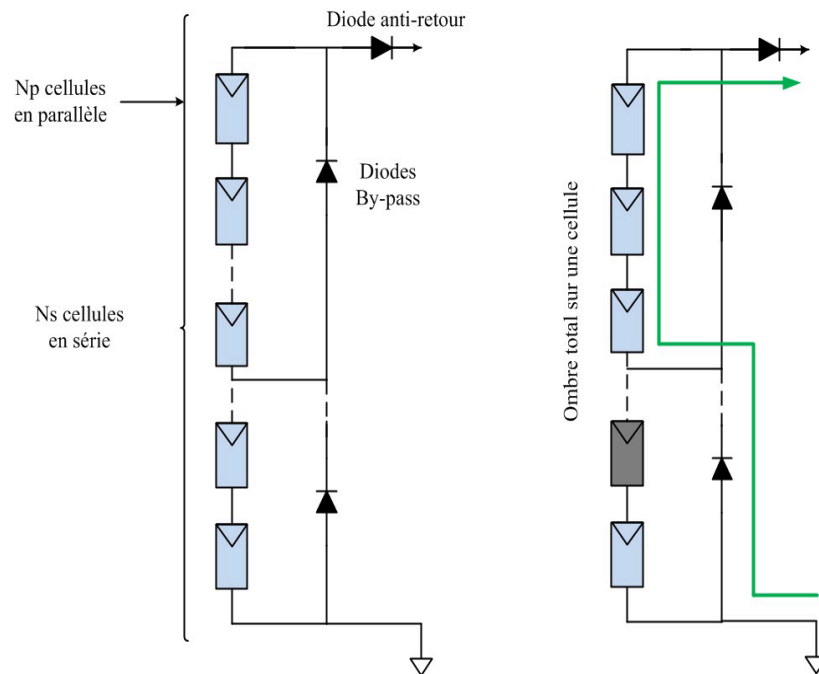 Diode anti-retour
Np cellules
en parallèle
Diodes
By-pass
Ns cellules
en série
Ombre total sur une cellule